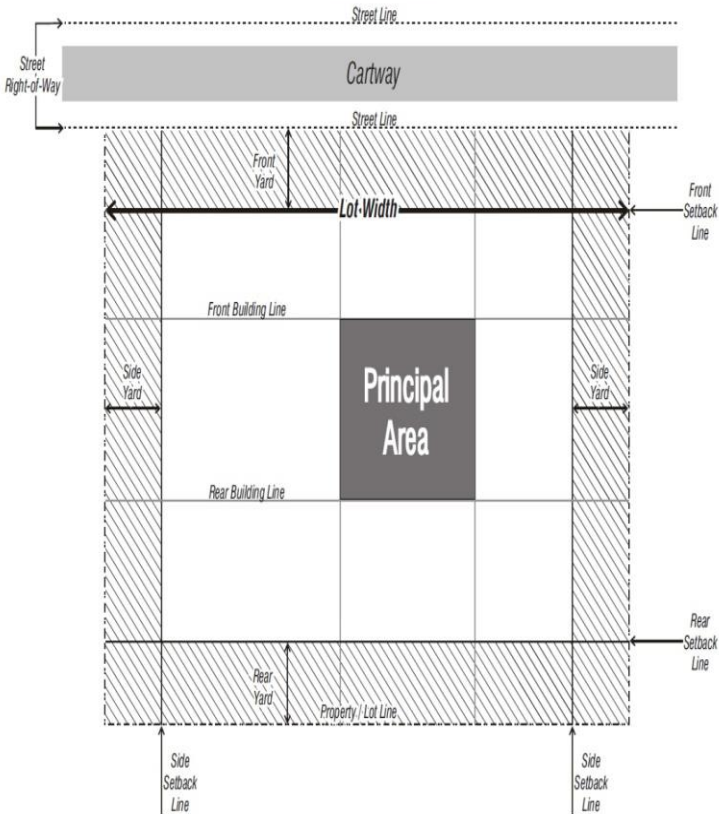 Street Line
Street
Right-of-Way
Cartway
Street Line
Front
Yard
Lot Width
Front
Setback
Line
Front Building Line
Side
Yard
Principal
Area
Side
Yard
Rear Building Line
Rear
Setback
Line
Rear
Yard
Property / Lot Line
Side
Setback
Line
Side
Setback
Line